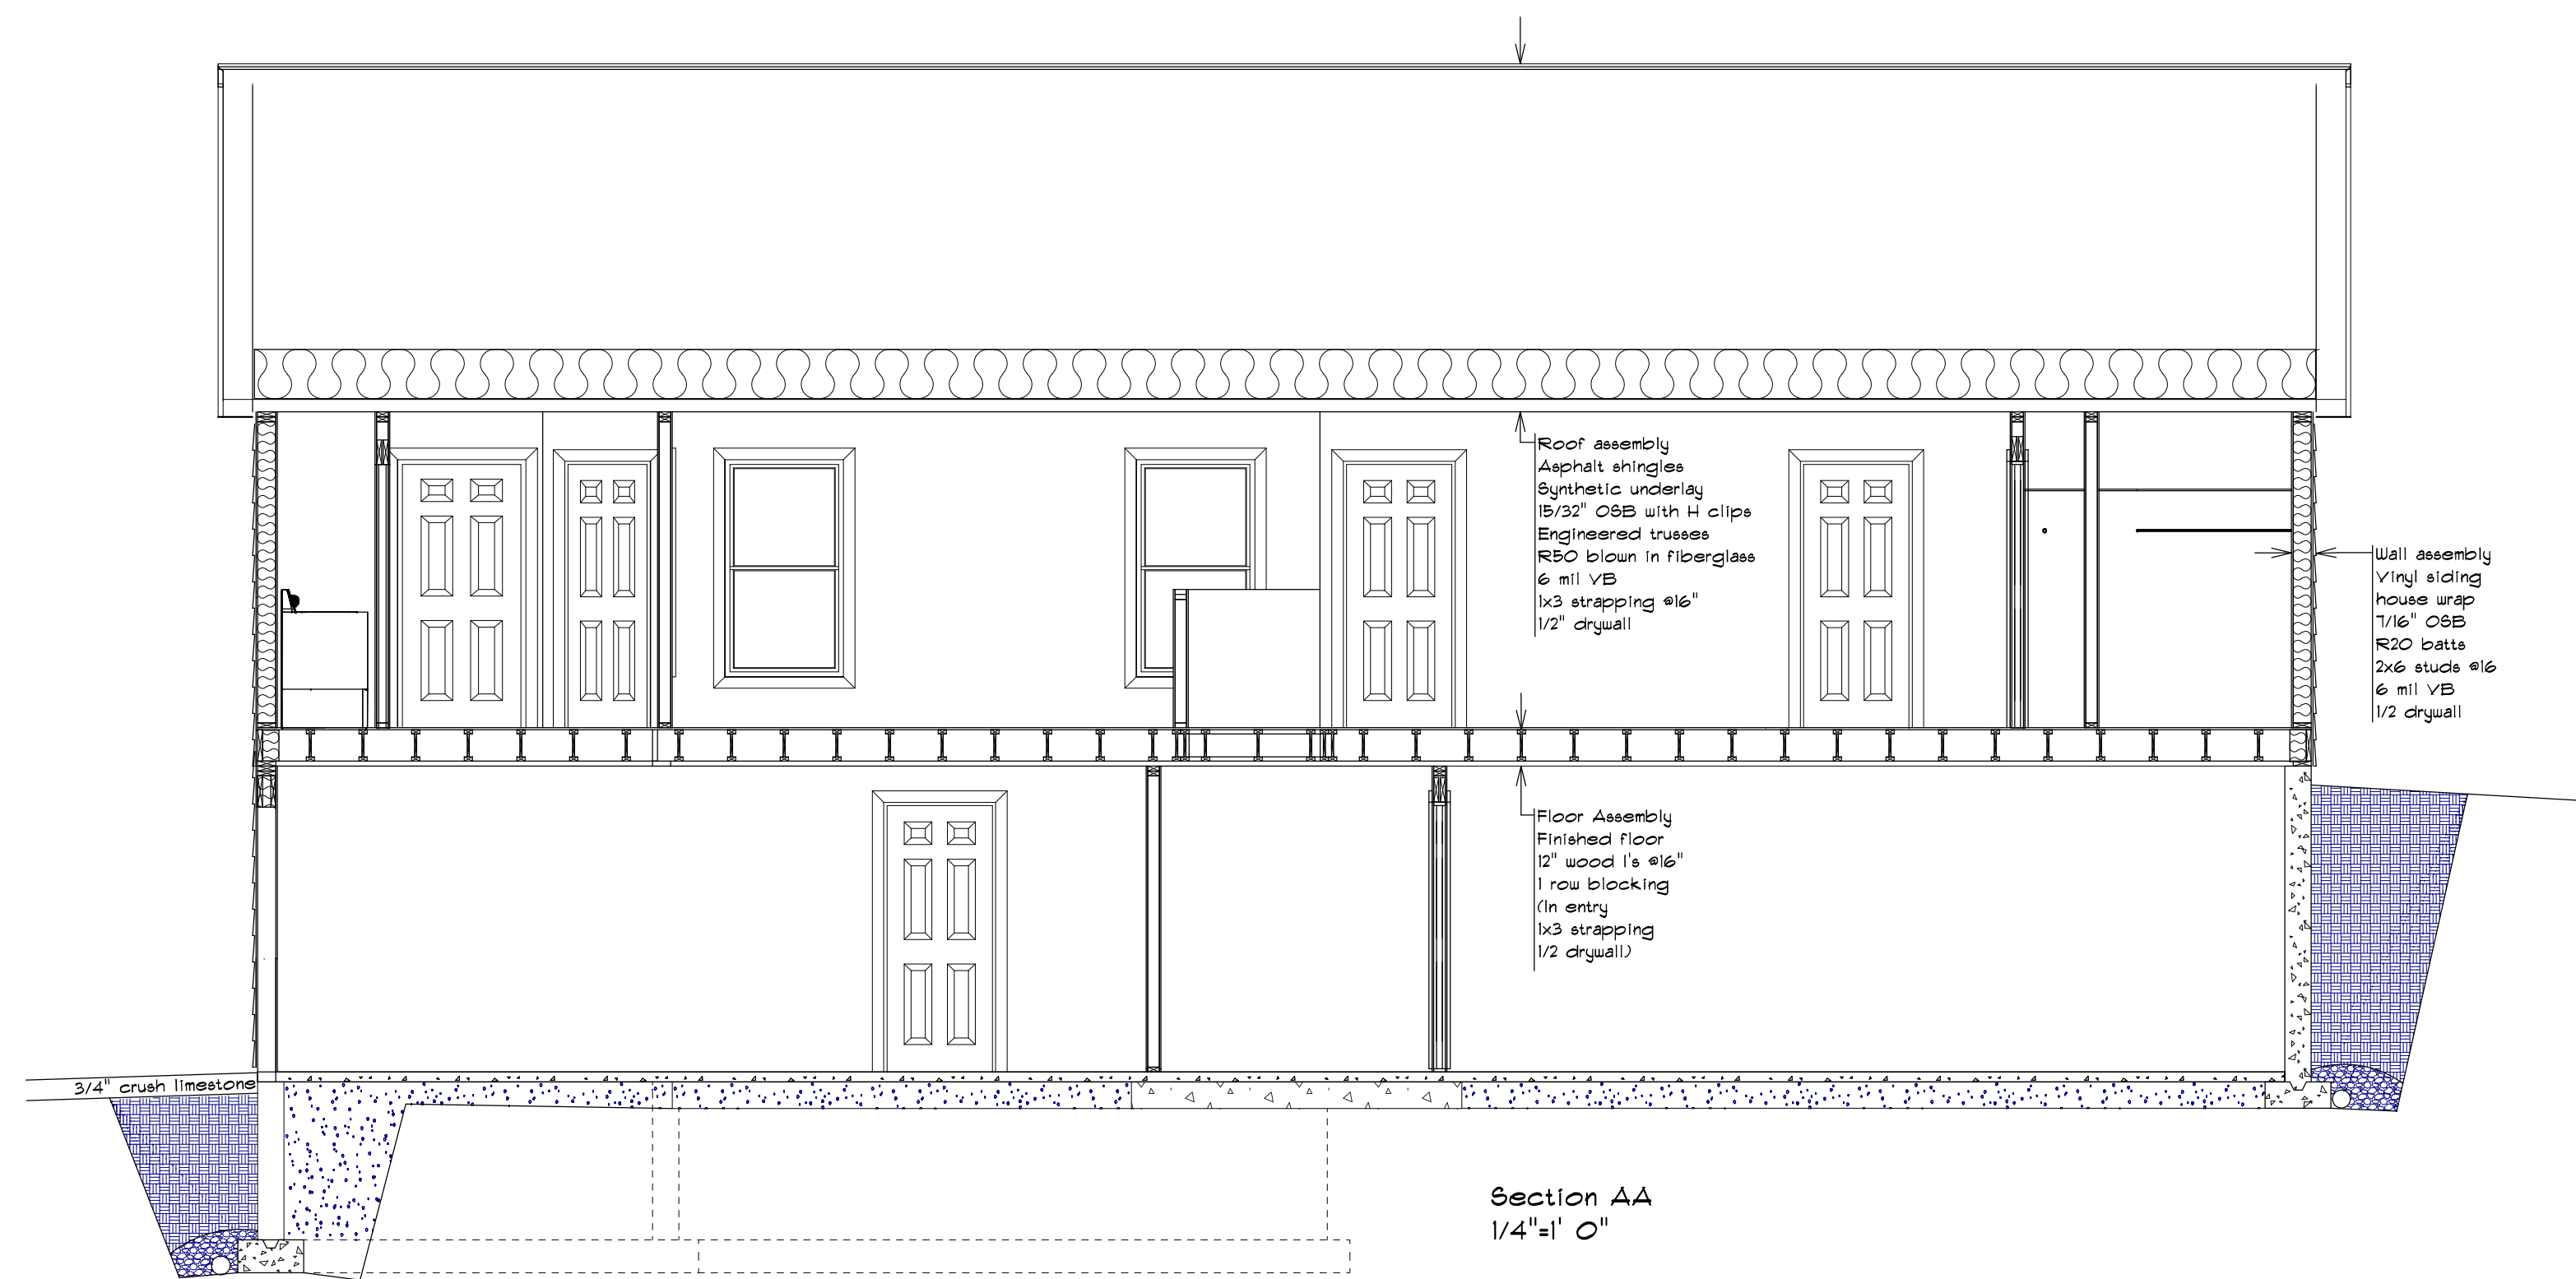 Roof assembly
Asphalt shingles
Synthetic underlay
15/32" OSB with H clips
Engineered trusses
R50 blown in fiberglass
6 mil VB
1x3 strapping @16"
1/2" drywall
Wall assembly
Vinyl siding
house wrap
7/16" OSB
R20 batts
2x6 studs @16
6 mil VB
1/2 drywall
Floor Assembly
Finished floor
12" wood I's @16"
1 row blocking
(In entry
1x3 strapping
1/2 drywall)
3/4" crush limestone
Section AA
1/4"=1' 0"